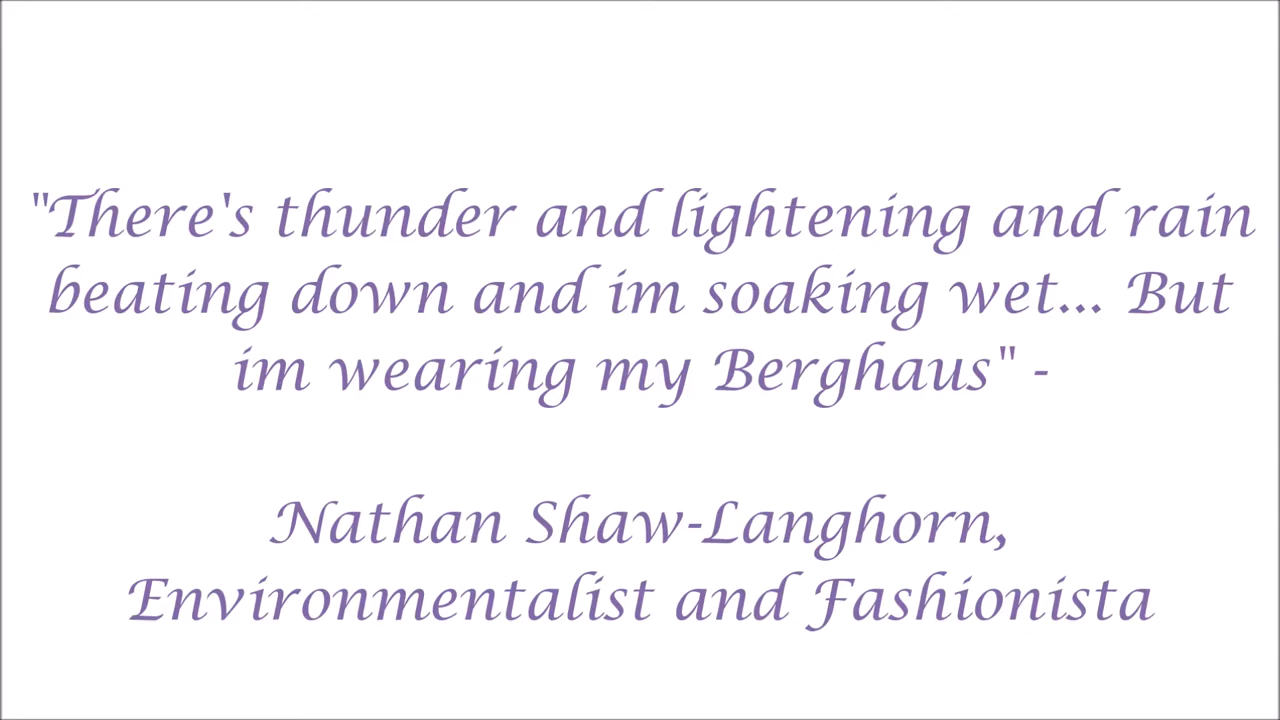 "There's thunder and lightening and rain
beating down and im soaking wet... But
im wearing my Berghaus" -
Nathan Shaw-Langhorn,
Environmentalist and Fashionista